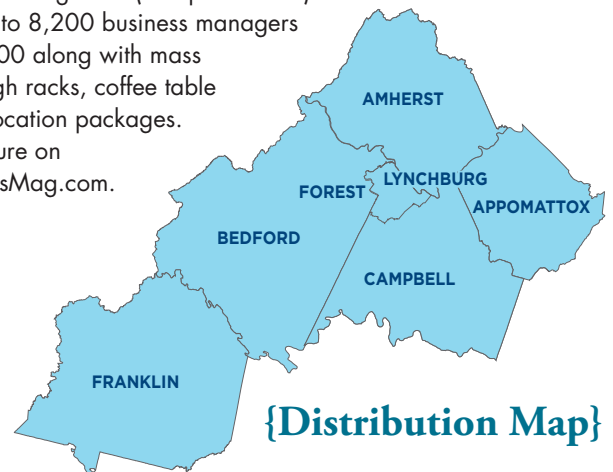 to 8,200 business managers
00 along with mass
gh racks, coffee table
ocation packages.
ure on
sMag.com.
AMHERST
LYNCHBURG
FOREST
APPOMATTOX
BEDFORD
CAMPBELL
FRANKLIN
{Distribution Map}